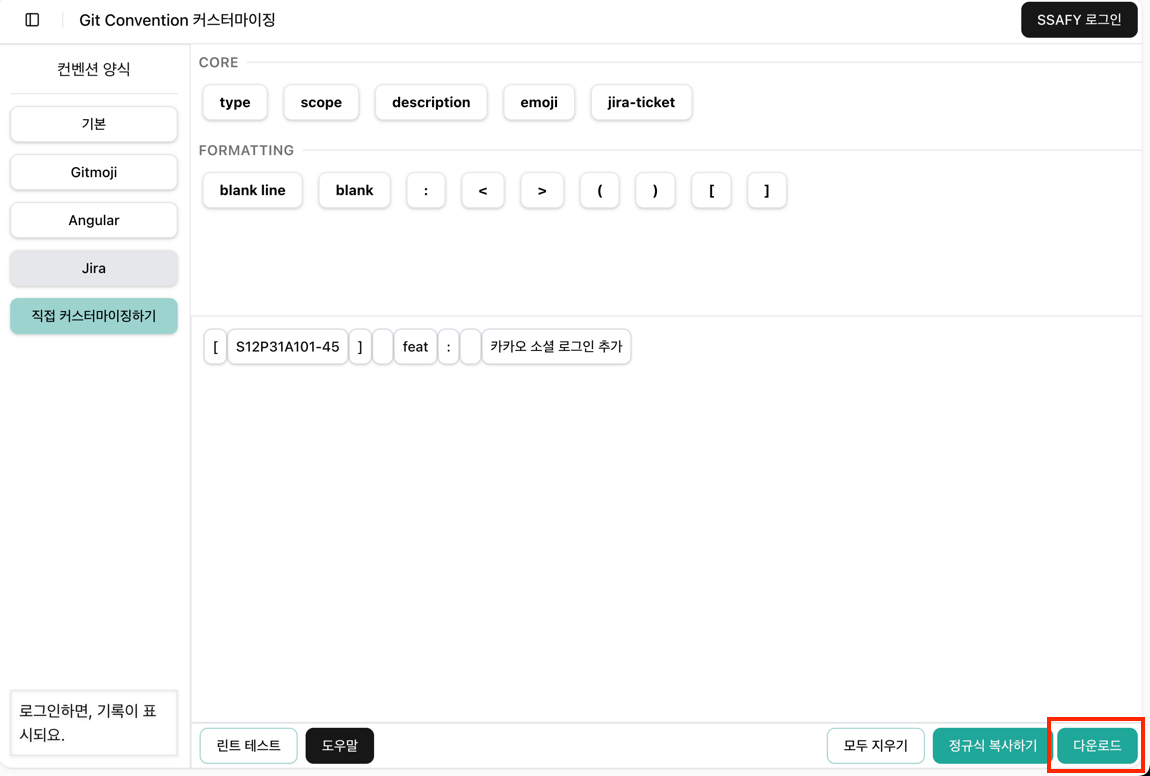 Git Convention 커스터마이징
SSAFY 로그인
컨벤션 양식
기본
Gitmoji
Angular
Jira
직접 커스터마이징하기
로그인하면, 기록이 표
시되요.
CORE
type scope description emoji jira-ticket
FORMATTING
blank line blank : < > ( ) [ ]
[ S12P31A101-45 ] feat : 카카오 소셜 로그인 추가
린트 테스트 도우말 모두 지우기 정규식 복사하기 다운로드